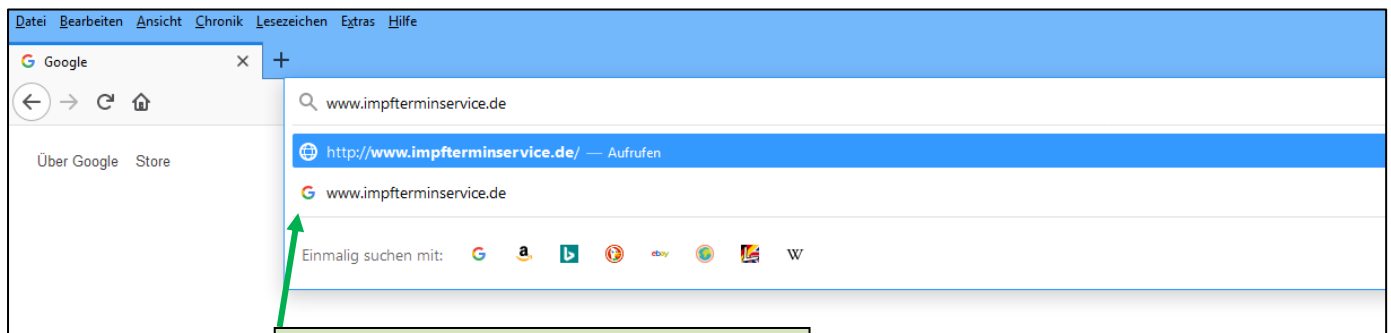 Datei Bearbeiten Ansicht Chronik Lesezeichen Extras Hilfe
Google
www.impfterminservice.de
http://www.impfterminservice.de/ — Aufrufen
Über Google Store
www.impfterminservice.de
Einmalig suchen mit: G a b ebay W